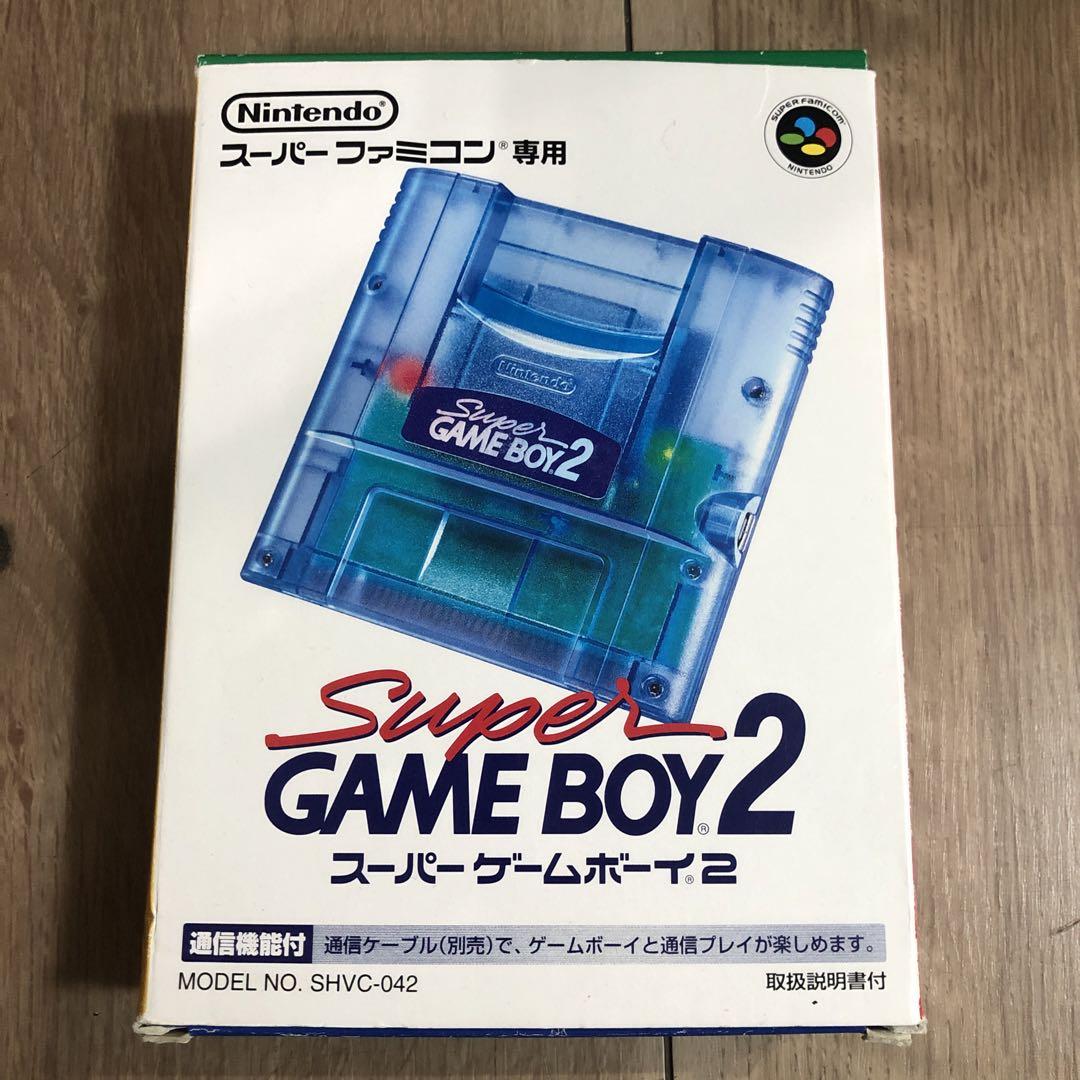 Nintendo®
SUPER FAMICOM
NINTENDO
スーパーファミコン®専用
Nintendo
Super
GAME BOY.2
Super
GAME BOY®2
スーパーゲームボーイ®2
通信機能付 通信ケーブル(別売)で、ゲームボーイと通信プレイが楽しめます。
MODEL NO. SHVC-042 取扱説明書付